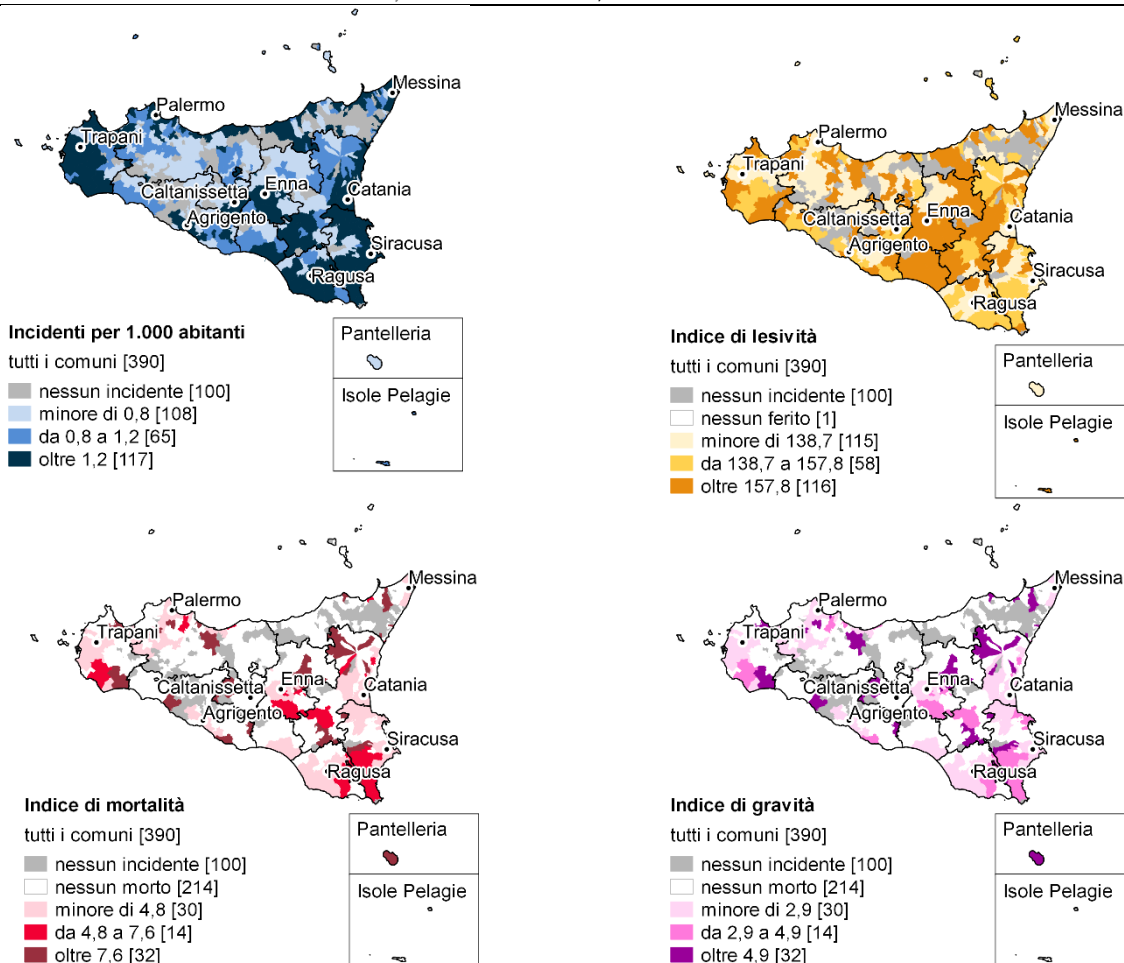 Messina
Palermo
Trapani
Enna
Caltanissetta
Catania
Agrigento
Siracusa
Ragusa
Incidenti per 1.000 abitanti
tutti i comuni [390]
nessun incidente [100]
minore di 0,8 [108]
da 0,8 a 1,2 [65]
oltre 1,2 [117]
Pantelleria
Isole Pelagie
Messina
Palermo
Trapani
Enna
Caltanissetta
Catania
Agrigento
Siracusa
Ragusa
Indice di lesività
tutti i comuni [390]
nessun incidente [100]
nessun ferito [1]
minore di 138,7 [115]
da 138,7 a 157,8 [58]
oltre 157,8 [116]
Pantelleria
Isole Pelagie
Messina
Palermo
Trapani
Enna
Caltanissetta
Catania
Agrigento
Siracusa
Ragusa
Indice di mortalità
tutti i comuni [390]
nessun incidente [100]
nessun morto [214]
minore di 4,8 [30]
da 4,8 a 7,6 [14]
oltre 7,6 [32]
Pantelleria
Isole Pelagie
Messina
Palermo
Trapani
Enna
Caltanissetta
Catania
Agrigento
Siracusa
Ragusa
Indice di gravità
tutti i comuni [390]
nessun incidente [100]
nessun morto [214]
minore di 2,9 [30]
da 2,9 a 4,9 [14]
oltre 4,9 [32]
Pantelleria
Isole Pelagie